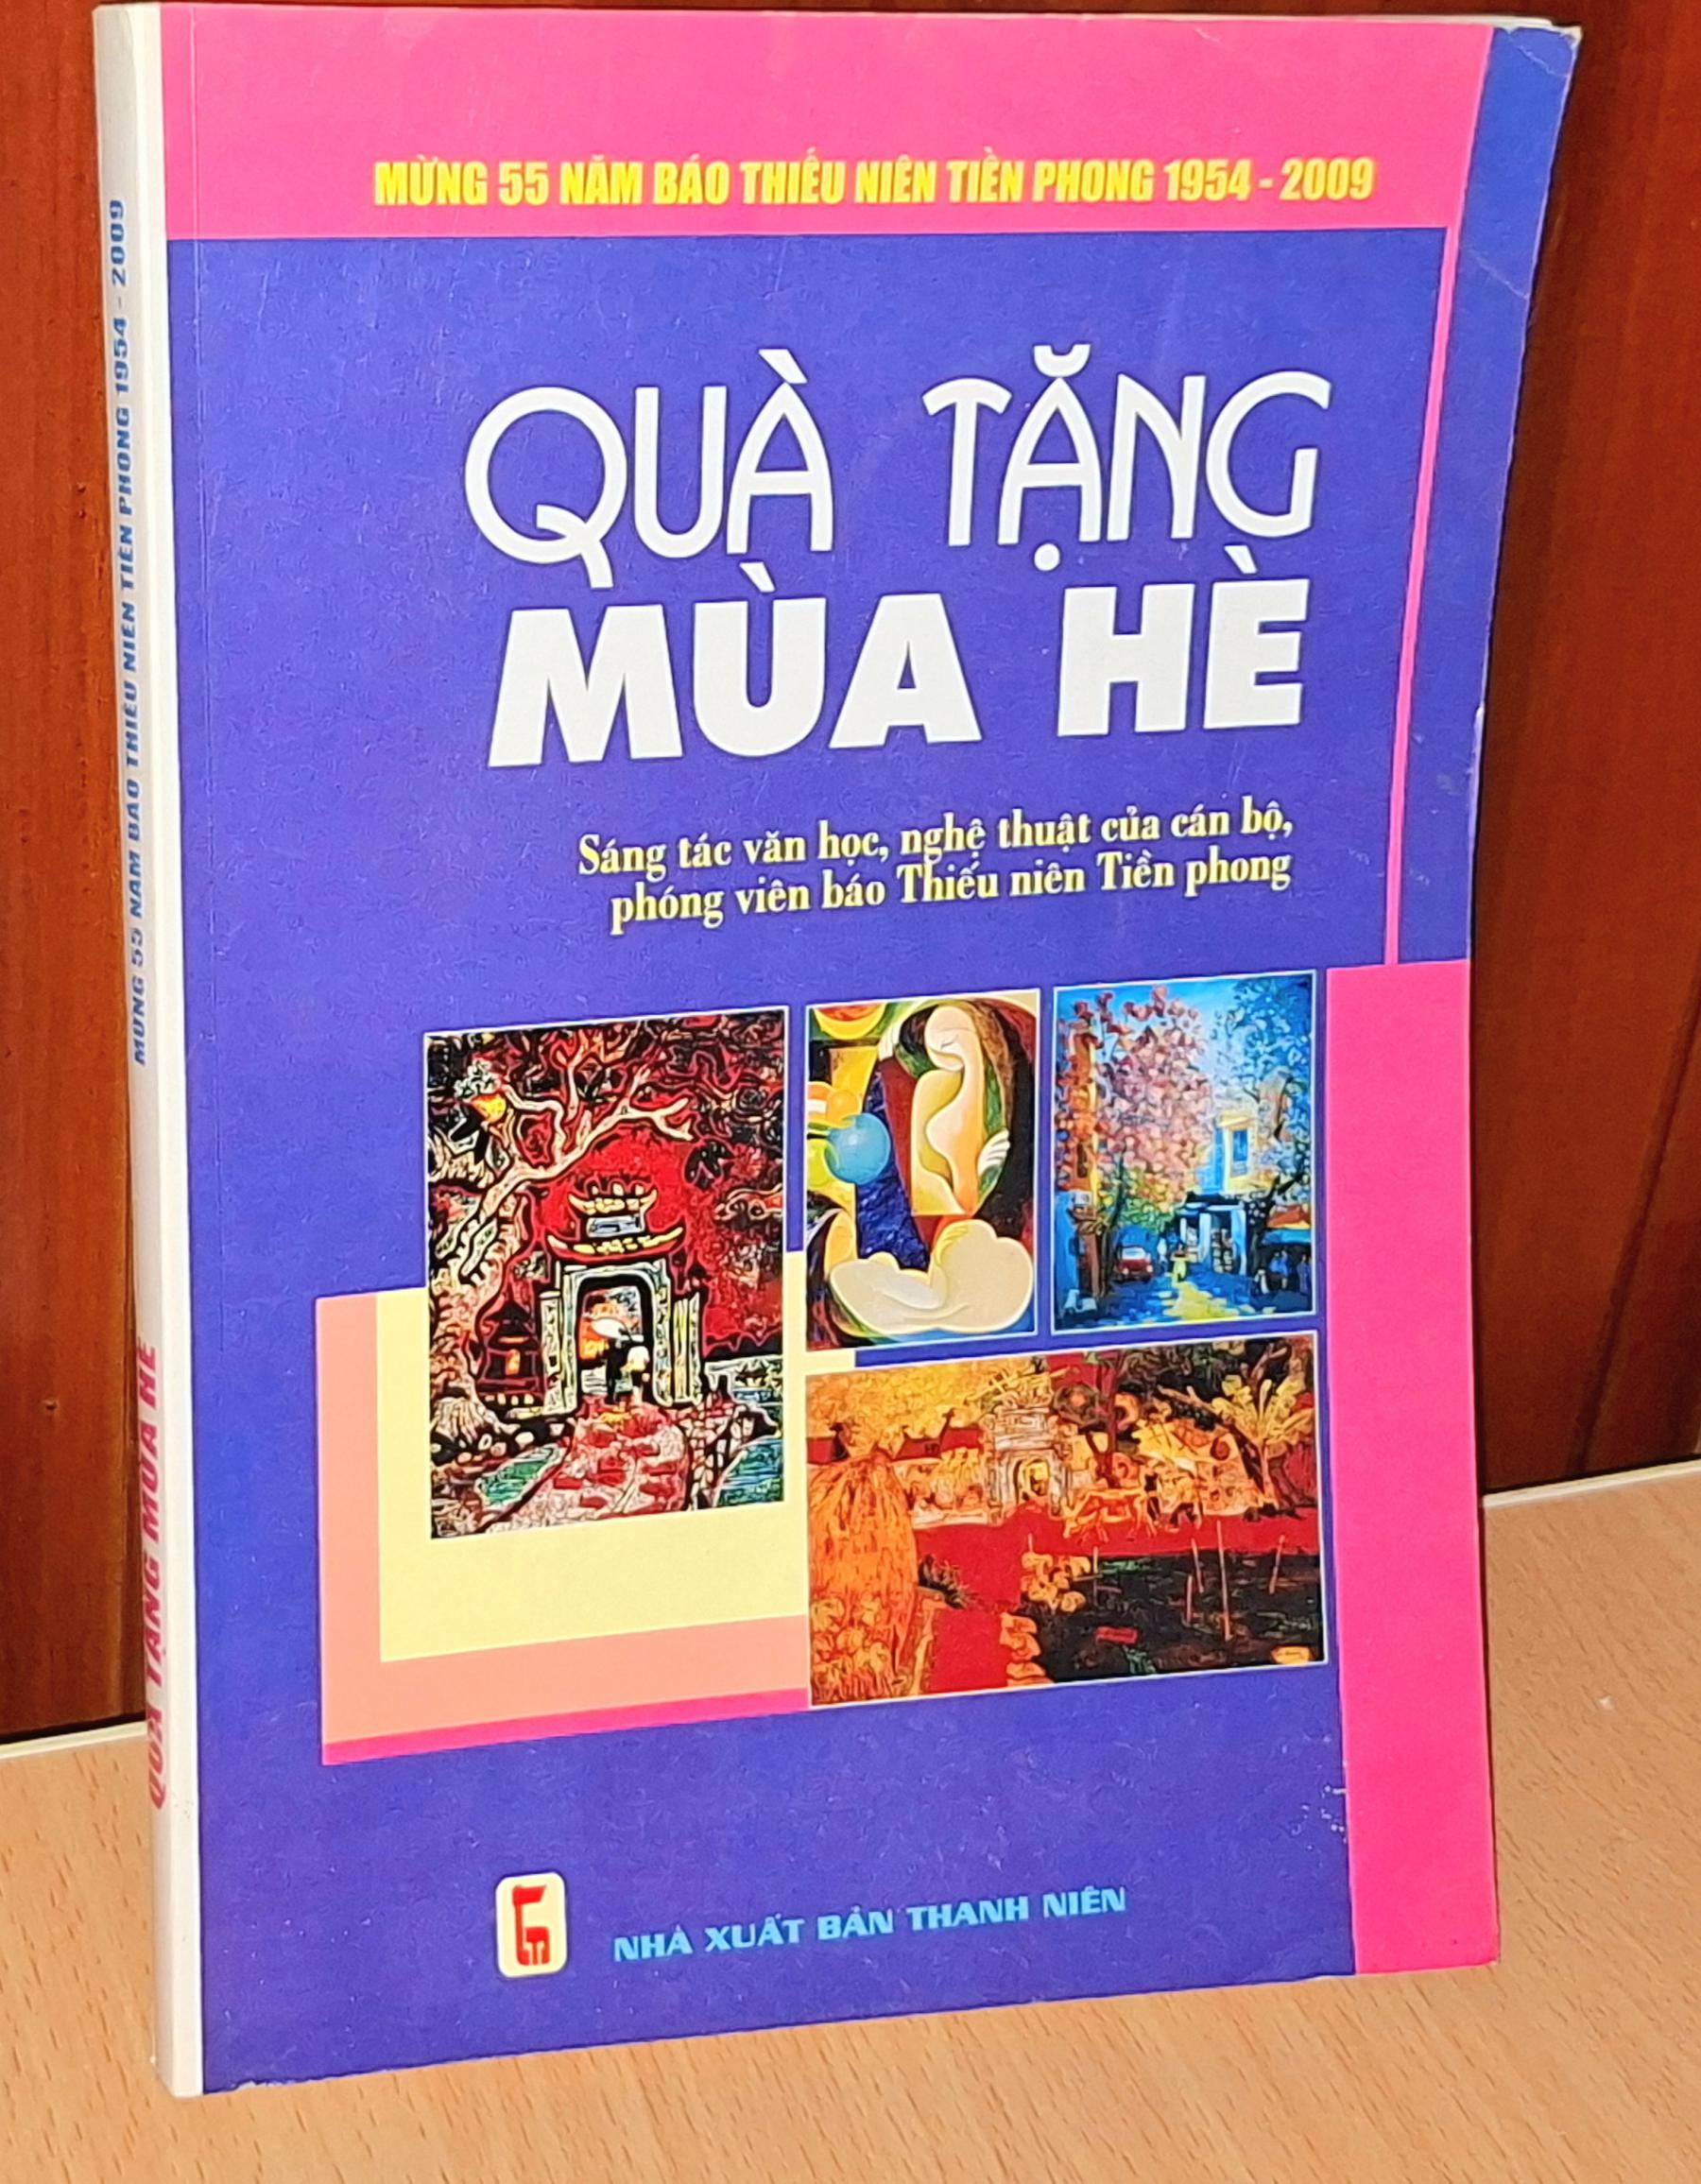 MỪNG 55 NĂM BÁO THIẾU NIÊN TIỀN PHONG 1954 - 2009
QUÀ TẶNG
MÙA HÈ
Sáng tác văn học, nghệ thuật của cán bộ,
phóng viên báo Thiếu niên Tiền phong
NHÀ XUẤT BẢN THANH NIÊN
MỪNG 55 NĂM BÁO THIẾU NIÊN TIỀN PHONG 1954 - 2009
QUÀ TẶNG MÙA HÈ